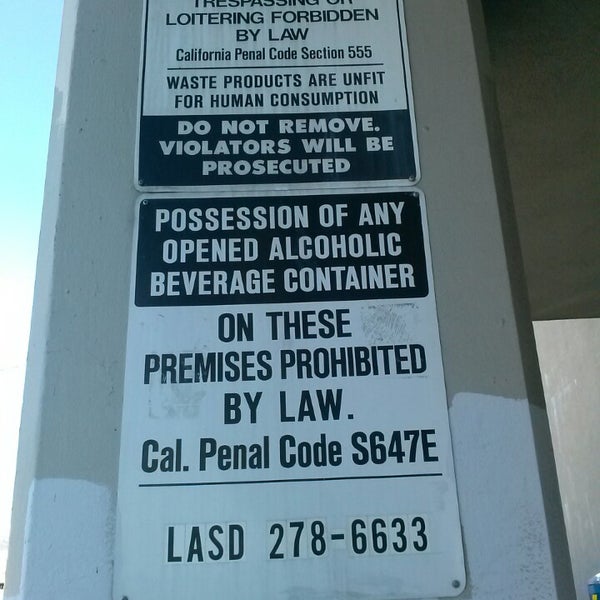 TRESPASSING OR
LOITERING FORBIDDEN
BY LAW
California Penal Code Section 555
WASTE PRODUCTS ARE UNFIT
FOR HUMAN CONSUMPTION
DO NOT REMOVE.
VIOLATORS WILL BE
PROSECUTED
POSSESSION OF ANY
OPENED ALCOHOLIC
BEVERAGE CONTAINER
ON THESE
PREMISES PROHIBITED
BY LAW.
Cal. Penal Code S647E
LASD 278-6633